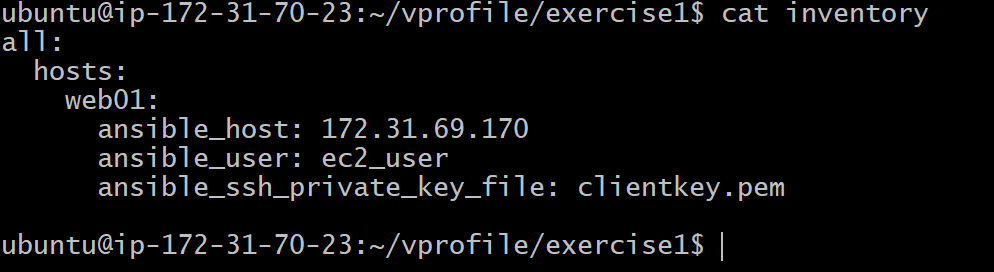 ubuntu@ip-172-31-70-23:~/vprofile/exercise1$ cat inventory
all:
  hosts:
    web01:
      ansible_host: 172.31.69.170
      ansible_user: ec2_user
      ansible_ssh_private_key_file: clientkey.pem

ubuntu@ip-172-31-70-23:~/vprofile/exercise1$